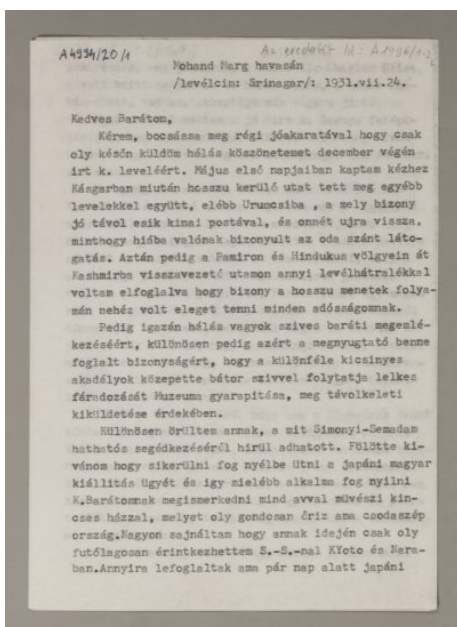 A4994/20/1
Az eredetit ld: A.1996/1-2
Mohand Marg havasán
/levélcim: Srinagar/: 1931.vii.24.
Kedves Barátom,
Kérem, bocsássa meg régi jóakaratával hogy csak
oly későn küldöm hálás köszönetemet december végén
irt k. leveléért. Május első napjaiban kaptam kézhez
Kásgarban miután hosszu kerülő utat tett meg egyébb
levelekkel együtt, elébb Urumcsiba , a mely bizony
jó távol esik kinai postával, és onnét ujra vissza,
minthogy hiába valónak bizonyult az oda szánt láto-
gatás. Aztán pedig a Pamiron és Hindukus völgyein át
Kashmirba visszavezető utamon annyi levélhátralékkal
voltam elfoglalva hogy bizony a hosszu menetek folya-
mán nehéz volt eleget tenni minden adósságomnak.
Pedig igazán hálás vagyok szives baráti megemlé-
kezéséért, különösen pedig azért a megnyugtató benne
foglalt bizonyságért, hogy a különféle kicsinyes
akadályok közepette bátor szivvel folytatja lelkes
fáradozását Muzeuma gyarapitása, meg távolkeleti
kiküldetése érdekében.
Különösen örültem annak, a mit Simonyi-Semadam
hathatós segédkezéséről hirül adhatott. Fölötte ki-
vánom hogy sikerülni fog nyélbe ütni a japáni magyar
kiállitás ügyét és igy mielébb alkalma fog nyilni
K.Barátomnak megismerkedni mind avval művészi kin-
cses házzal, melyet oly gondosan őriz ama csodaszép
ország.Nagyon sajnáltam hogy annak idején csak oly
futólagosan érintkezhettem S.-S.-nal KYoto és Nara-
ban.Annyira lefoglaltak ama pár nap alatt japáni